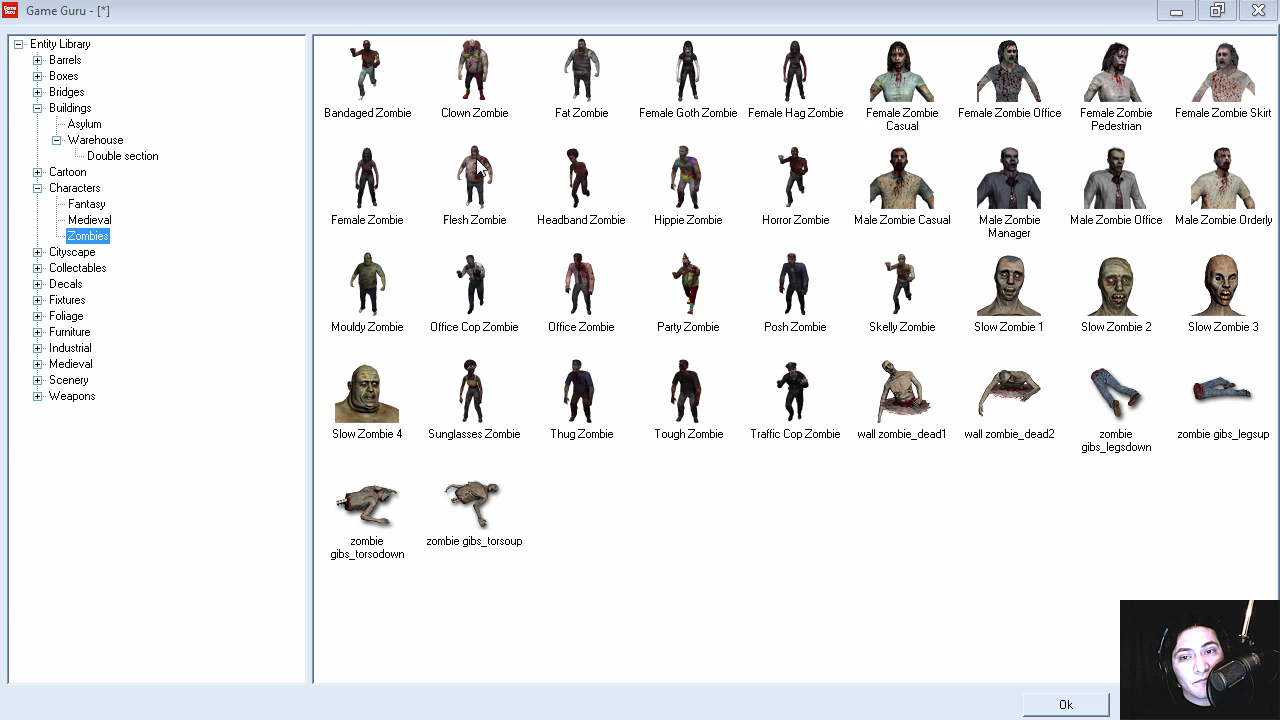 Game Guru - [*]
Entity Library
Barrels
Boxes
Bridges
Buildings
Asylum
Warehouse
Double section
Cartoon
Characters
Fantasy
Medieval
Zombies
Cityscape
Collectables
Decals
Fixtures
Foliage
Furniture
Industrial
Medieval
Scenery
Weapons
Bandaged Zombie
Clown Zombie
Fat Zombie
Female Goth Zombie
Female Hag Zombie
Female Zombie
Casual
Female Zombie Office
Female Zombie
Pedestrian
Female Zombie Skirt
Female Zombie
Flesh Zombie
Headband Zombie
Hippie Zombie
Horror Zombie
Male Zombie Casual
Male Zombie
Manager
Male Zombie Office
Male Zombie Orderly
Mouldy Zombie
Office Cop Zombie
Office Zombie
Party Zombie
Posh Zombie
Skelly Zombie
Slow Zombie 1
Slow Zombie 2
Slow Zombie 3
Slow Zombie 4
Sunglasses Zombie
Thug Zombie
Tough Zombie
Traffic Cop Zombie
wall zombie_dead1
wall zombie_dead2
zombie
gibs_legsdown
zombie gibs_legsup
zombie
gibs_torsodown
zombie gibs_torsoup
Ok